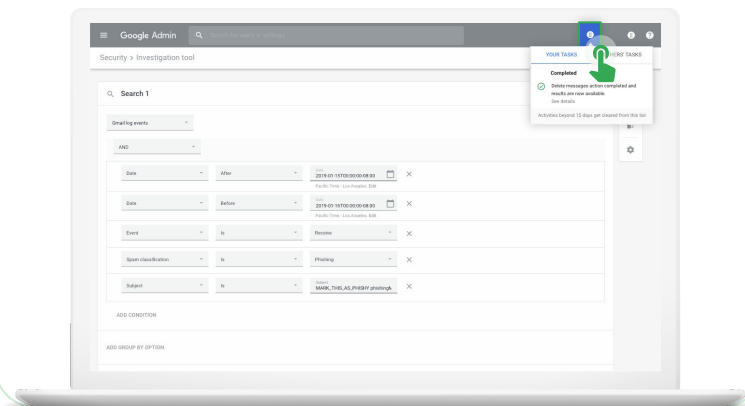 Google Admin
Search for users or settings
Security > Investigation tool
YOUR TASKS
HERS' TASKS
Completed
Delete messages action completed and
results are now available.
See details
Activities beyond 15 days get cleared from this list
Search 1
Gmail log events
AND
Date
After
Date
2019-01-15T00:00:00-08:00
Pacific Time - Los Angeles. Edit
Date
Before
Date
2019-01-16T00:00:00-08:00
Pacific Time - Los Angeles. Edit
Event
Is
Receive
Spam classification
Is
Phishing
Subject
Is
Subject
MARK_THIS_AS_PHISHY phishing
ADD CONDITION
ADD GROUP BY OPTION